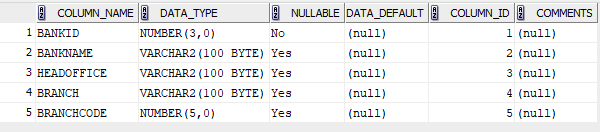 COLUMN_NAME DATA_TYPE NULLABLE DATA_DEFAULT COLUMN_ID COMMENTS
1 BANKID NUMBER(3,0) No (null) 1 (null)
2 BANKNAME VARCHAR2(100 BYTE) Yes (null) 2 (null)
3 HEADOFFICE VARCHAR2(100 BYTE) Yes (null) 3 (null)
4 BRANCH VARCHAR2(100 BYTE) Yes (null) 4 (null)
5 BRANCHCODE NUMBER(5,0) Yes (null) 5 (null)